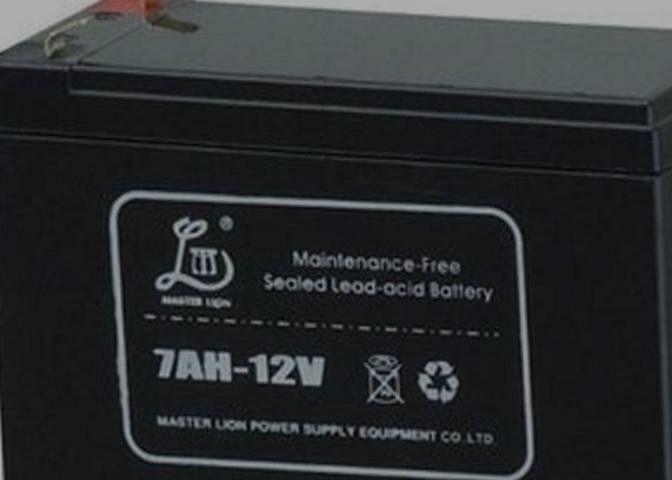 ®
MASTER LION
Maintenance-Free
Sealed Lead-acid Battery
7AH-12V
MASTER LION POWER SUPPLY EQUIPMENT CO.LTD